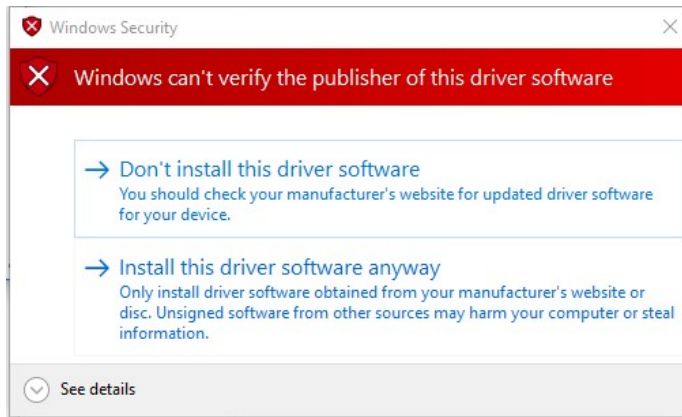 Windows Security
Windows can't verify the publisher of this driver software
Don't install this driver software
You should check your manufacturer's website for updated driver software
for your device.
Install this driver software anyway
Only install driver software obtained from your manufacturer's website or
disc. Unsigned software from other sources may harm your computer or steal
information.
See details